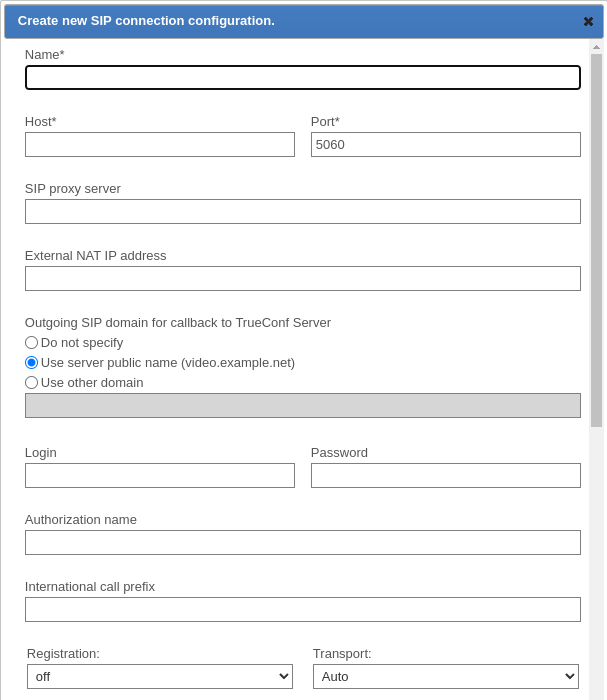 Create new SIP connection configuration.
Name*
Host* Port*
5060
SIP proxy server
External NAT IP address
Outgoing SIP domain for callback to TrueConf Server
Do not specify
Use server public name (video.example.net)
Use other domain
Login Password
Authorization name
International call prefix
Registration: Transport:
off Auto